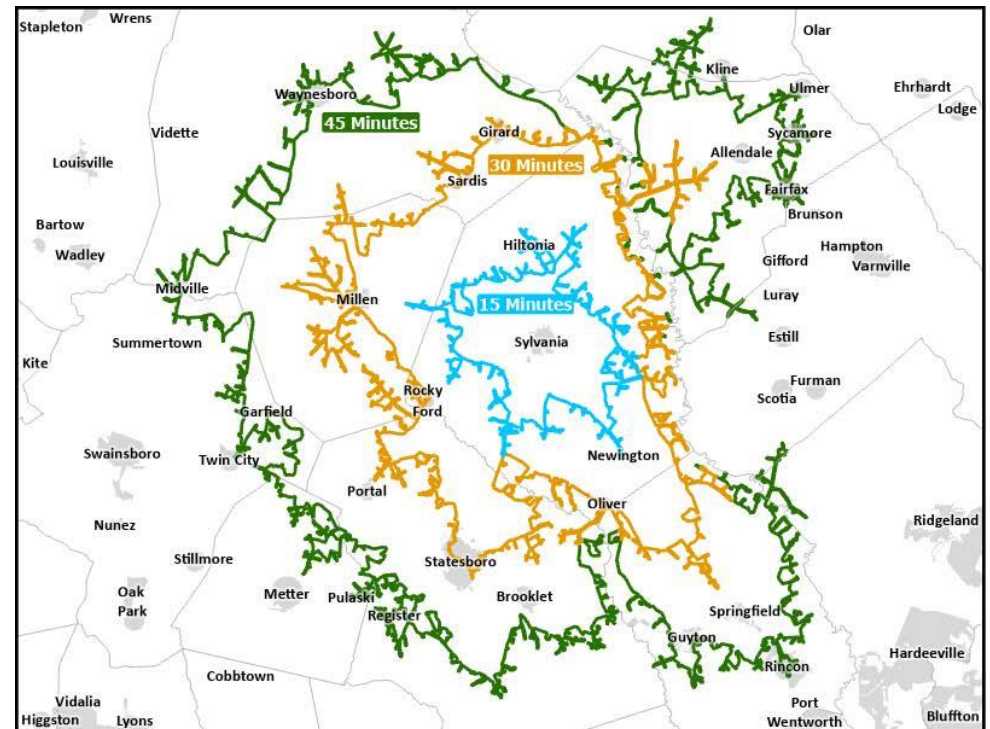 Wrens
Stapleton
Olar
Kline
Waynesboro
Ulmer
Ehrhardt
Lodge
45 Minutes
Vidette
Girard
Sycamore
Allendale
Louisville
30 Minutes
Sardis
Fairfax
Brunson
Bartow
Hiltonia
Hampton
Wadley
Gifford
Varnville
Midville
Millen
Luray
15 Minutes
Summertown
Sylvania
Estill
Kite
Furman
Rocky
Ford
Scotia
Garfield
Swainsboro
Twin City
Newington
Portal
Oliver
Nunez
Ridgeland
Stillmore
Statesboro
Oak
Park
Metter
Pulaski
Brooklet
Register
Springfield
Guyton
Hardeeville
Rincon
Cobbtown
Vidalia
Port
Wentworth
Higgston
Lyons
Bluffton